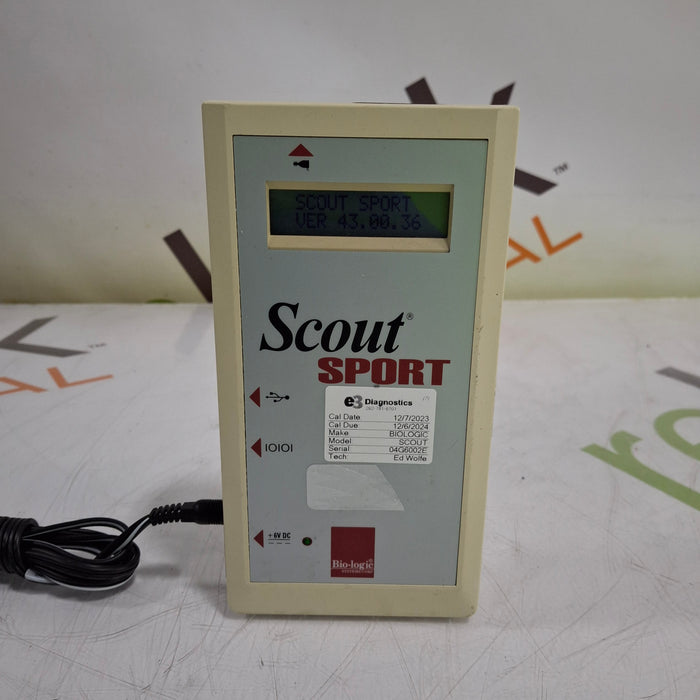 SCOUT SPORT
VER 43.00.36
Scout®
SPORT
e3 Diagnostics
Cal Date: 12/7/2023
Cal Due: 12/6/2024
Make: BIOLOGIC
Model: SCOUT
Serial: 04G6002E
Tech: Ed Wolfe
IOIOI
+6V DC
Bio-logic®
TM